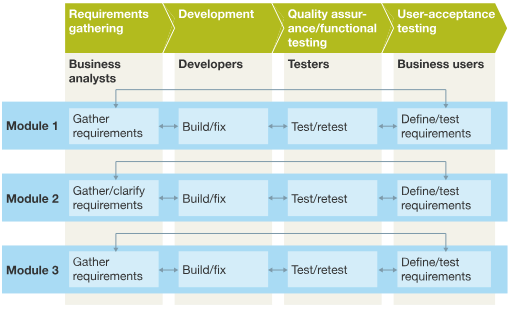 Requirements
gathering
Development
Quality assur-
ance/functional
testing
User-acceptance
testing
Business
analysts
Developers
Testers
Business users
Module 1
Gather
requirements
Build/fix
Test/retest
Define/test
requirements
Module 2
Gather/clarify
requirements
Build/fix
Test/retest
Define/test
requirements
Module 3
Gather
requirements
Build/fix
Test/retest
Define/test
requirements